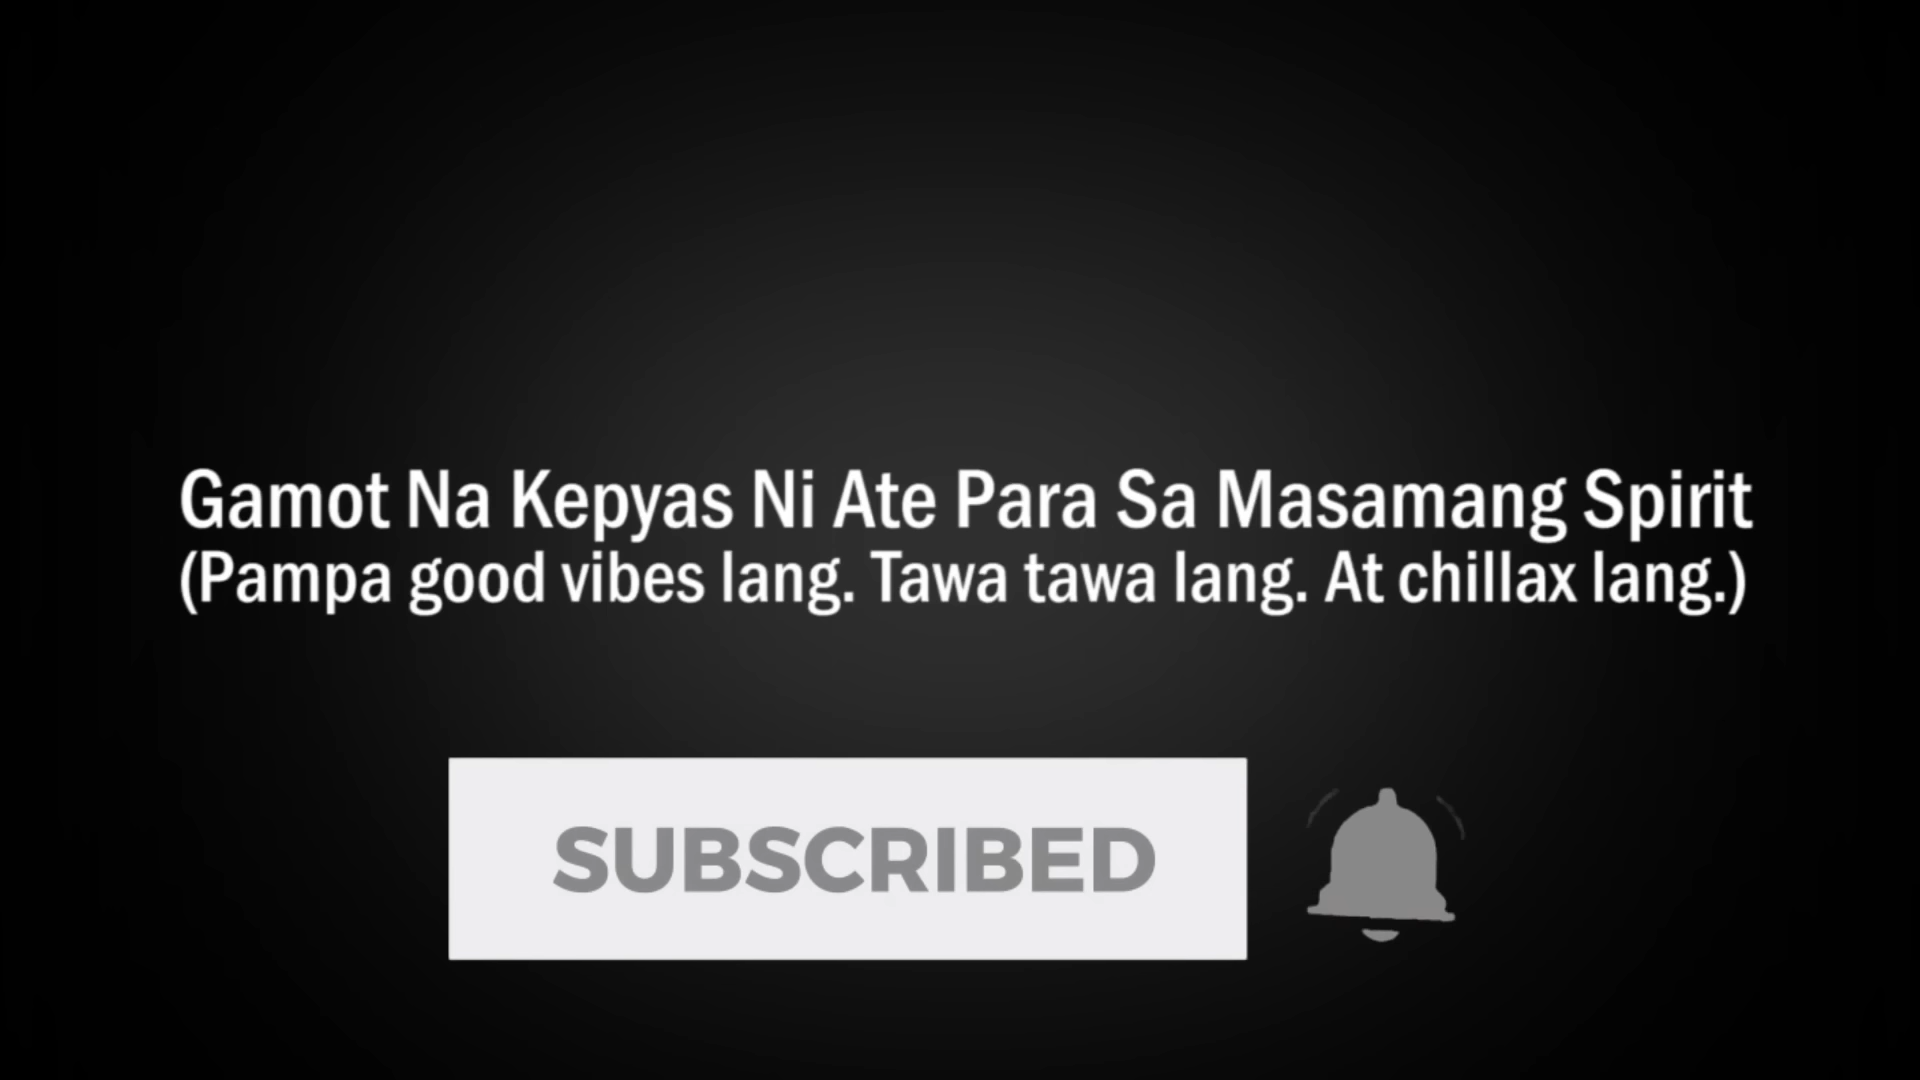 Gamot Na Kepyas Ni Ate Para Sa Masamang Spirit
(Pampa good vibes lang. Tawa tawa lang. At chillax lang.)
SUBSCRIBED